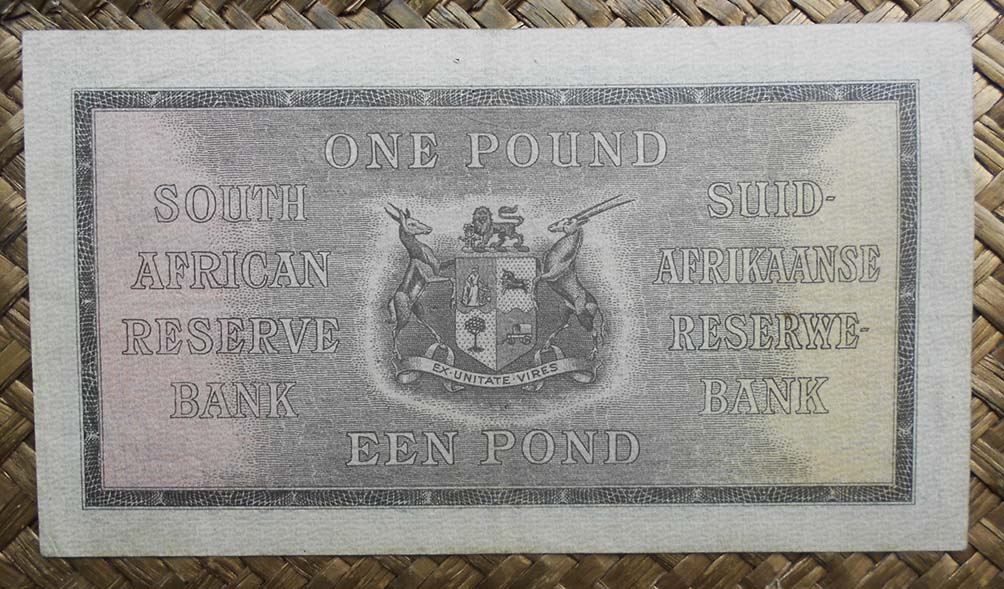 ONE POUND
SOUTH
AFRICAN
RESERVE
BANK
SUID-
AFRIKAANSE
RESERWE-
BANK
EX·UNITATE·VIRES
EEN POND